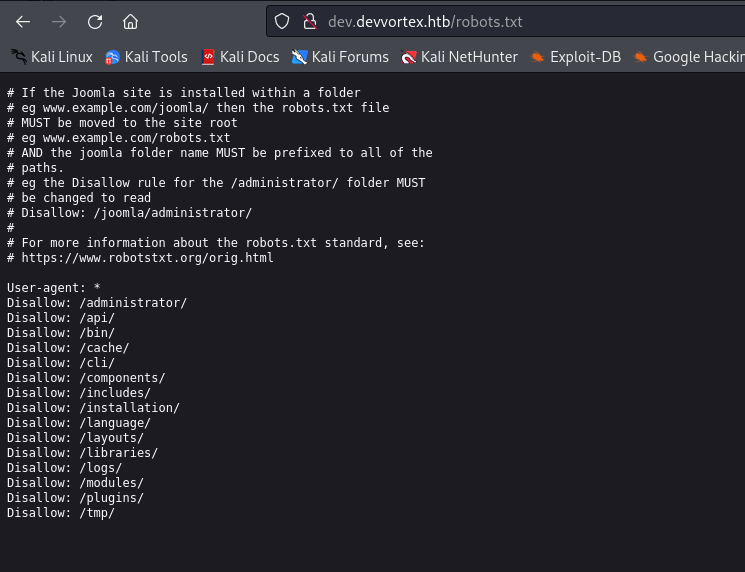 dev.devvortex.htb/robots.txt
Kali Linux Kali Tools Kali Docs Kali Forums Kali NetHunter Exploit-DB Google
# If the Joomla site is installed within a folder
# eg www.example.com/joomla/ then the robots.txt file
# MUST be moved to the site root
# eg www.example.com/robots.txt
# AND the joomla folder name MUST be prefixed to all of the
# paths.
# eg the Disallow rule for the /administrator/ folder MUST
# be changed to read
# Disallow: /joomla/administrator/
#
# For more information about the robots.txt standard, see:
# https://www.robotstxt.org/orig.html
User-agent: *
Disallow: /administrator/
Disallow: /api/
Disallow: /bin/
Disallow: /cache/
Disallow: /cli/
Disallow: /components/
Disallow: /includes/
Disallow: /installation/
Disallow: /language/
Disallow: /layouts/
Disallow: /libraries/
Disallow: /logs/
Disallow: /modules/
Disallow: /plugins/
Disallow: /tmp/